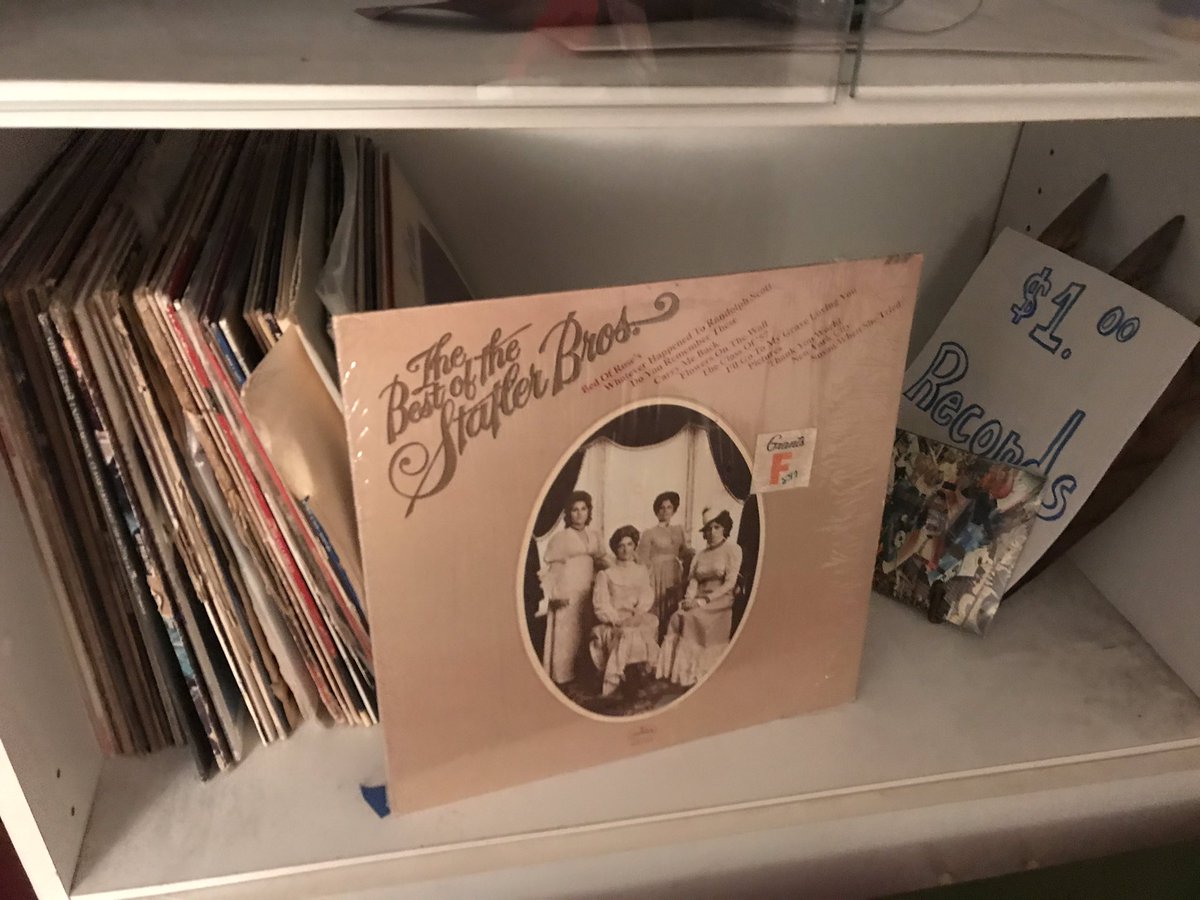 The
Best of the
Statler Bros.
Bed Of Rose's
Whatever Happened To Randolph Scott
Do You Remember These
Carry Me Back
Flowers On The Wall
The Class Of '57
I'll Go To My Grave Loving You
Pictures
Thank You World
New York City
Susan When She Tried
Grants
F
$1.00
Records